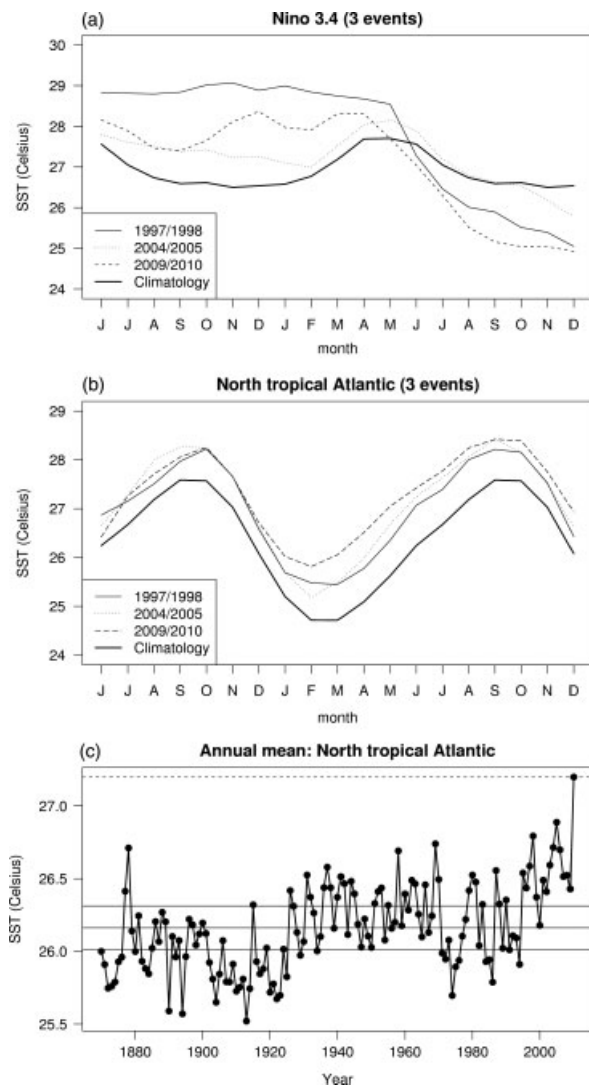 (a) Nino 3.4 (3 events)
30
29
28
27
26
25
24
SST (Celsius)
1997/1998
2004/2005
2009/2010
Climatology
J J A S O N D J F M A M J J A S O N D
month
(b) North tropical Atlantic (3 events)
29
28
27
26
25
24
SST (Celsius)
1997/1998
2004/2005
2009/2010
Climatology
J J A S O N D J F M A M J J A S O N D
month
(c) Annual mean: North tropical Atlantic
27.0
26.5
26.0
25.5
SST (Celsius)
1880 1900 1920 1940 1960 1980 2000
Year